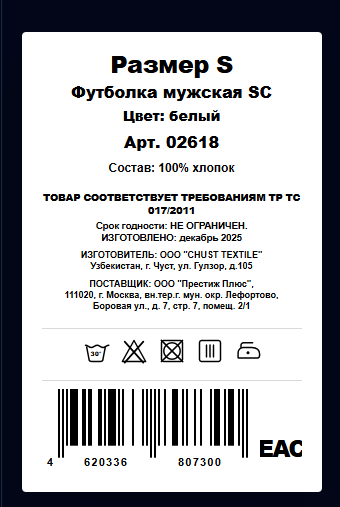 Размер S
Футболка мужская SC
Цвет: белый
Арт. 02618
Состав: 100% хлопок
ТОВАР СООТВЕТСТВУЕТ ТРЕБОВАНИЯМ ТР ТС
017/2011
Срок годности: НЕ ОГРАНИЧЕН.
ИЗГОТОВЛЕНО: декабрь 2025
ИЗГОТОВИТЕЛЬ: ООО "CHUST TEXTILE"
Узбекистан, г. Чуст, ул. Гулзор, д.105
ПОСТАВЩИК: ООО "Престиж Плюс",
111020, г. Москва, вн.тер.г. мун. окр. Лефортово,
Боровая ул., д. 7, стр. 7, помещ. 2/1
30°
4 620336 807300
EAC